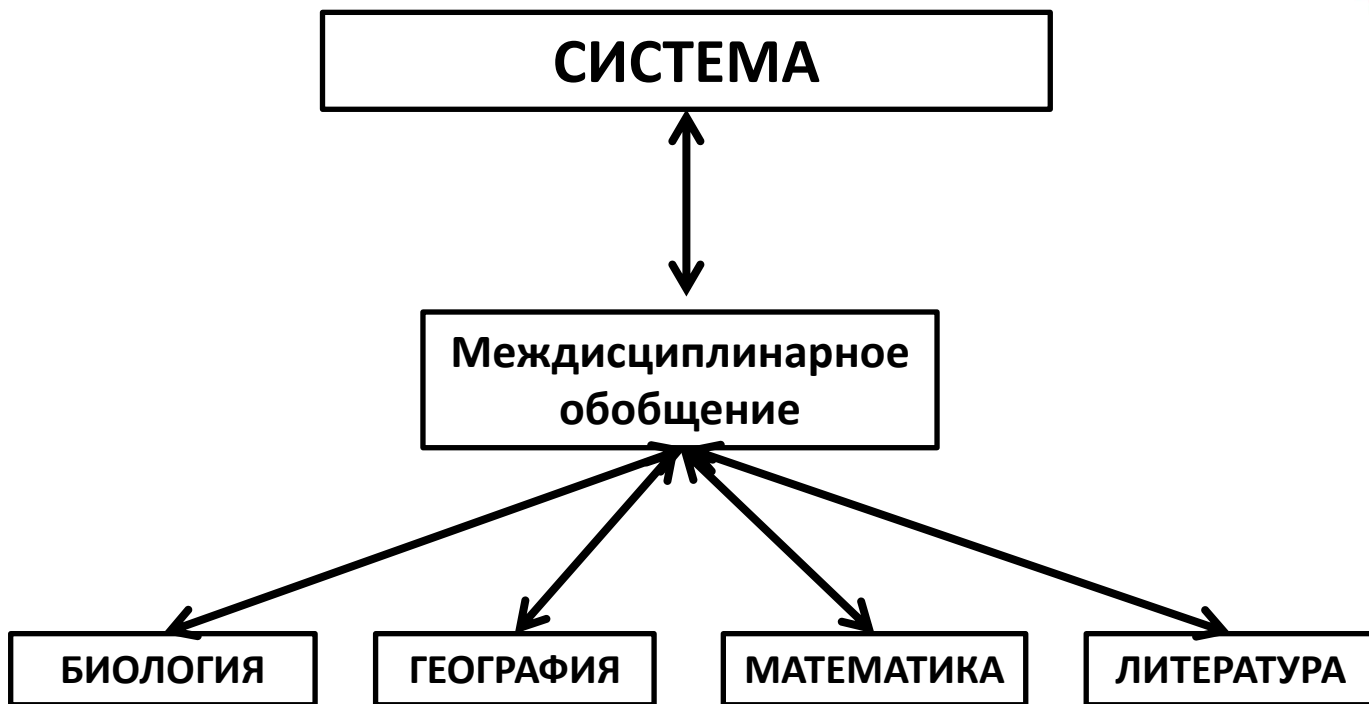 СИСТЕМА
Междисциплинарное
обобщение
БИОЛОГИЯ
ГЕОГРАФИЯ
МАТЕМАТИКА
ЛИТЕРАТУРА